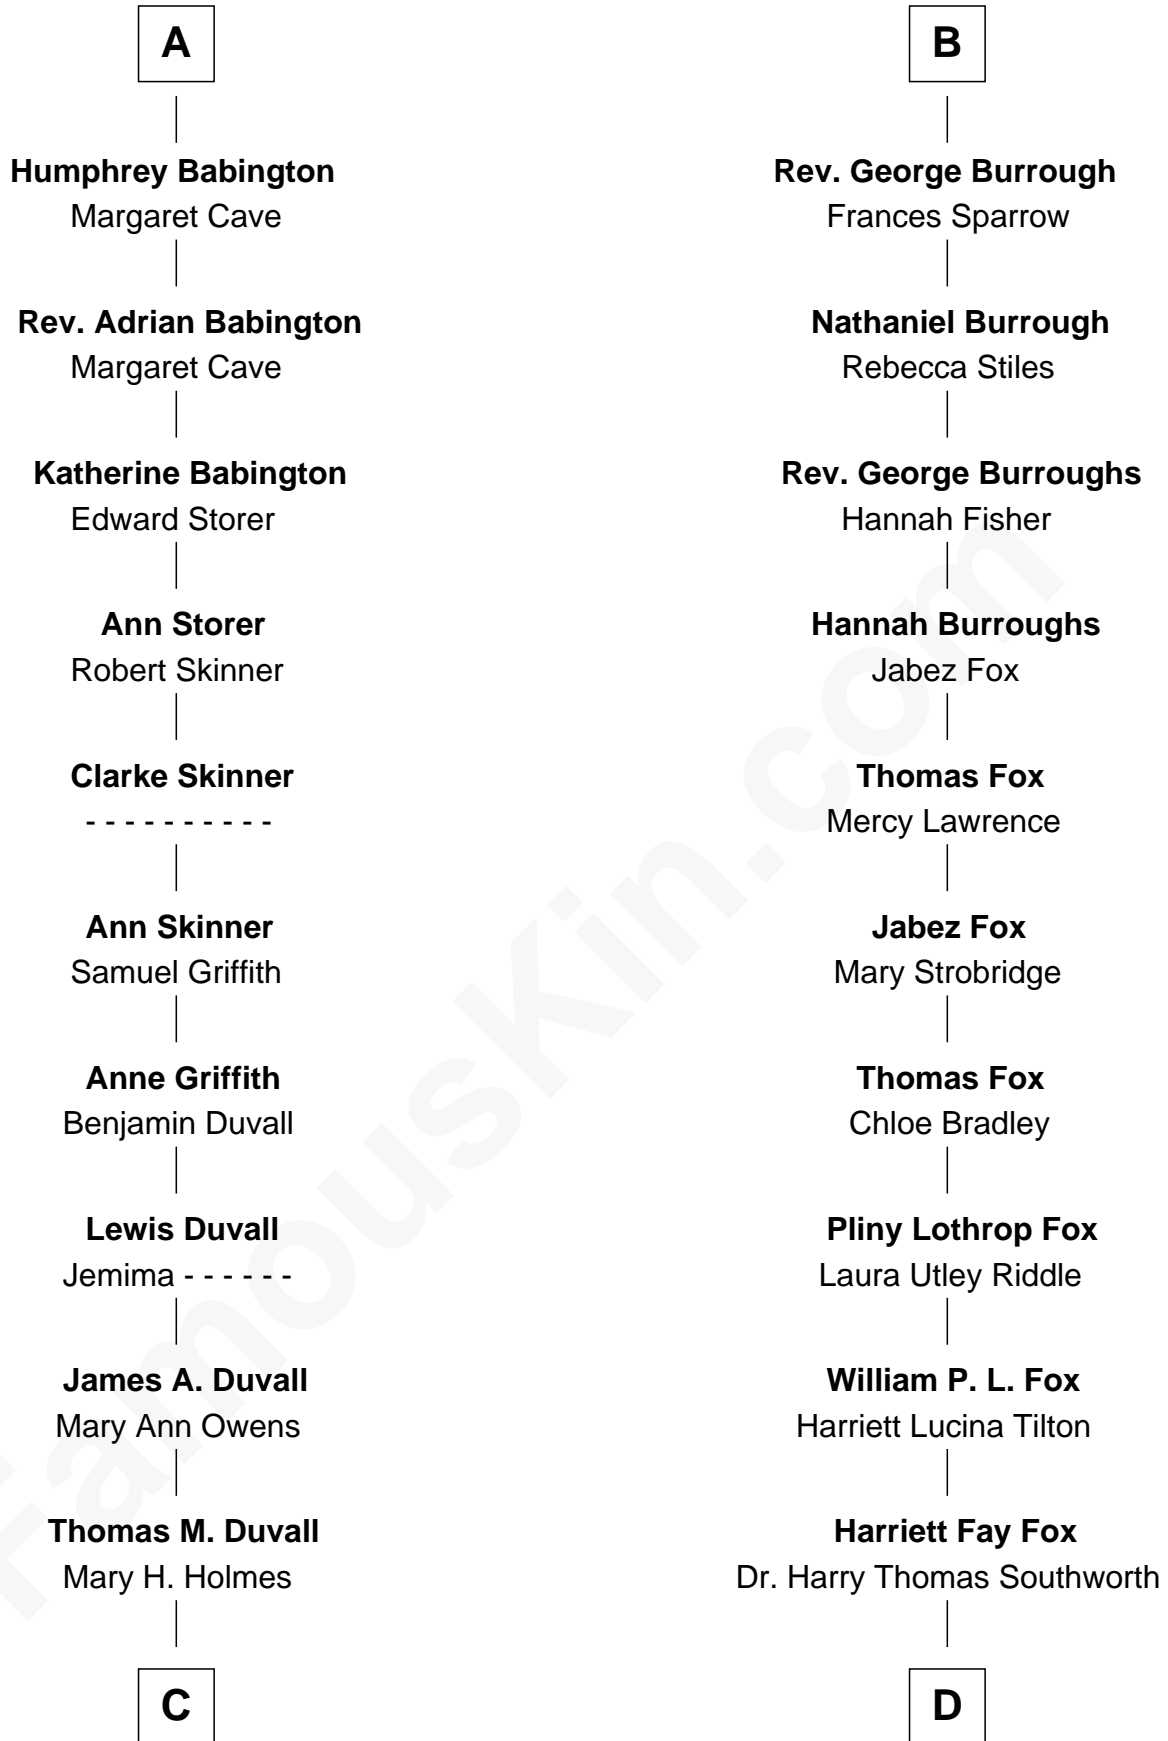 A
Humphrey Babington
Margaret Cave
Rev. Adrian Babington
Margaret Cave
Katherine Babington
Edward Storer
Ann Storer
Robert Skinner
Clarke Skinner
- - - - - - - - - -
Ann Skinner
Samuel Griffith
Anne Griffith
Benjamin Duvall
Lewis Duvall
Jemima - - - - - -
James A. Duvall
Mary Ann Owens
Thomas M. Duvall
Mary H. Holmes
C
B
Rev. George Burrough
Frances Sparrow
Nathaniel Burrough
Rebecca Stiles
Rev. George Burroughs
Hannah Fisher
Hannah Burroughs
Jabez Fox
Thomas Fox
Mercy Lawrence
Jabez Fox
Mary Strobridge
Thomas Fox
Chloe Bradley
Pliny Lothrop Fox
Laura Utley Riddle
William P. L. Fox
Harriett Lucina Tilton
Harriett Fay Fox
Dr. Harry Thomas Southworth
D
FamousKin.com